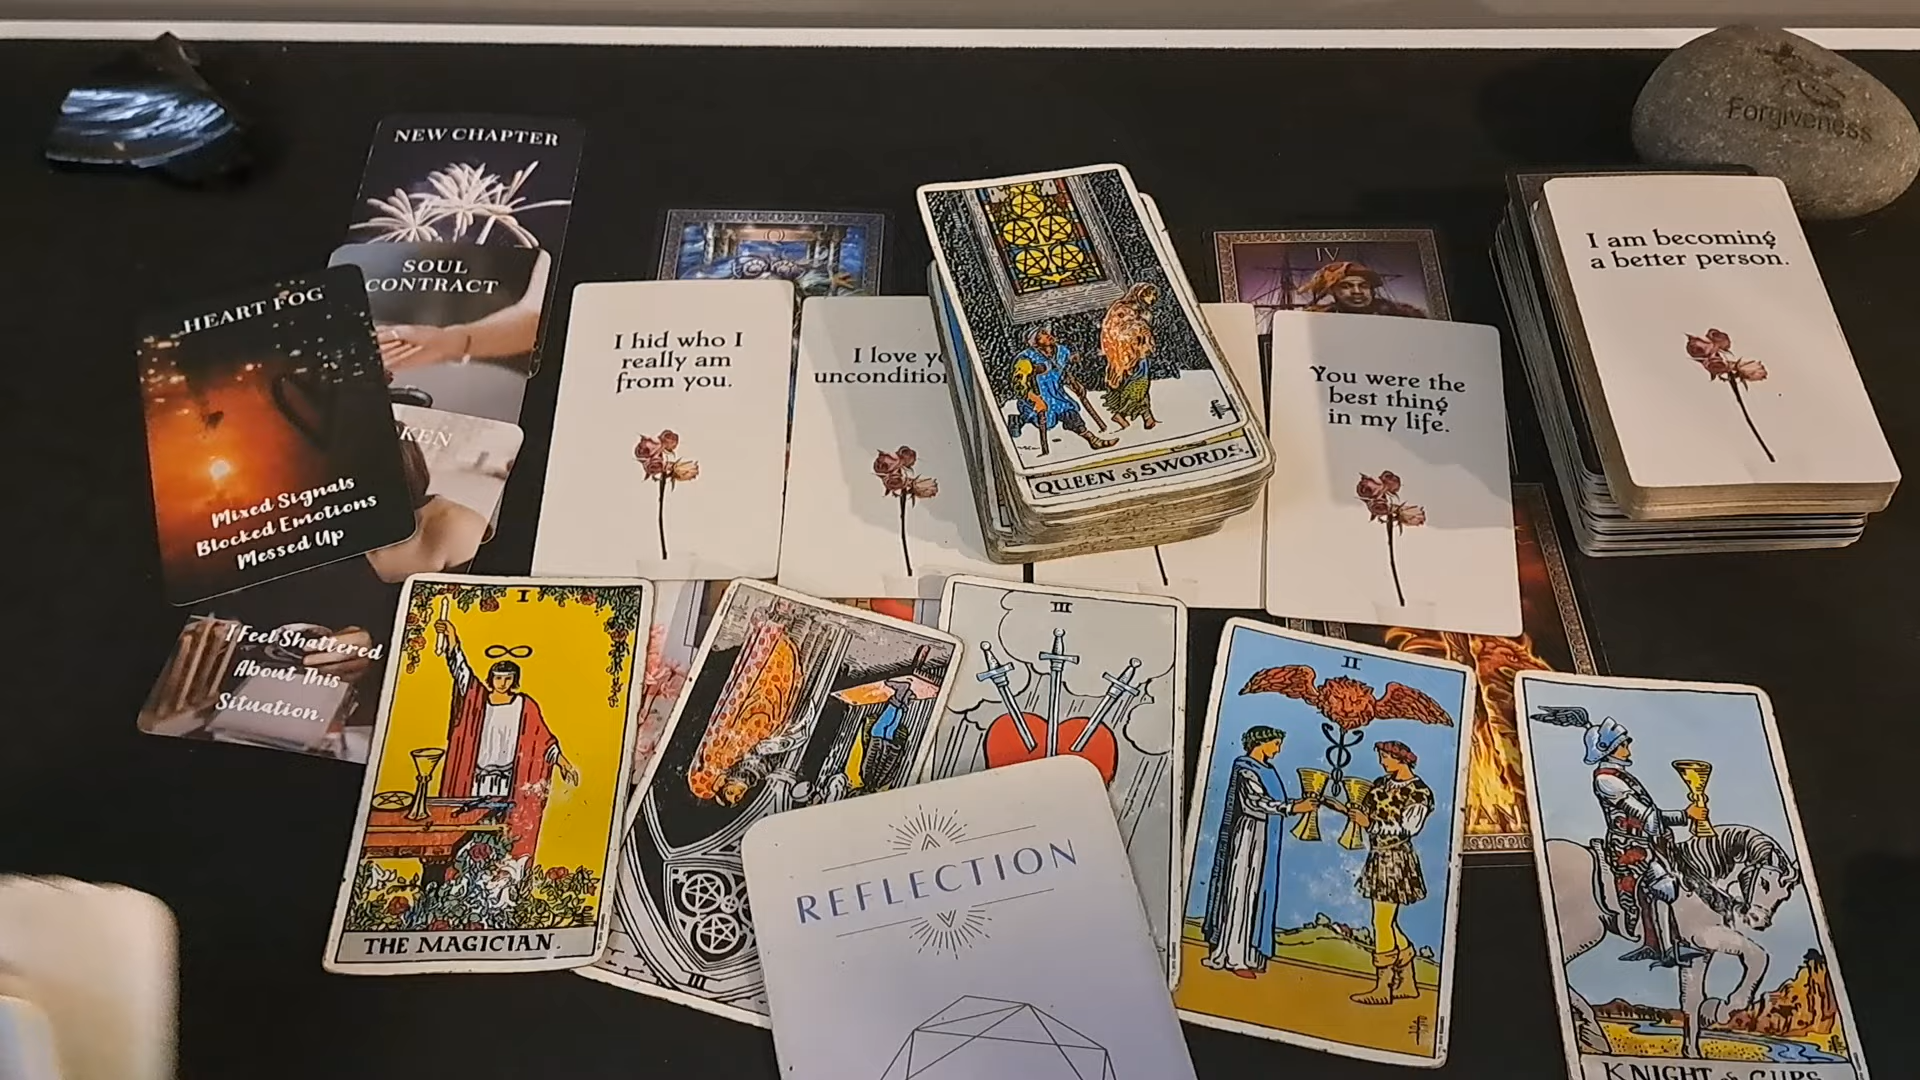 Forgiveness
NEW CHAPTER
SOUL
CONTRACT
HEART FOG
Mixed Signals
Blocked Emotions
Messed Up
I Feel Shattered
About This
Situation.
I hid who I
really am
from you.
I love
QUEEN of SWORDS.
IV
You were the
best thing
in my life.
I am becoming
a better person.
I
THE MAGICIAN.
III
III
REFLECTION
II
KNIGHT of CUPS.